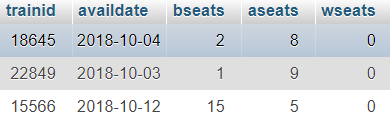 trainid availdate bseats aseats wseats
18645 2018-10-04 2 8 0
22849 2018-10-03 1 9 0
15566 2018-10-12 15 5 0